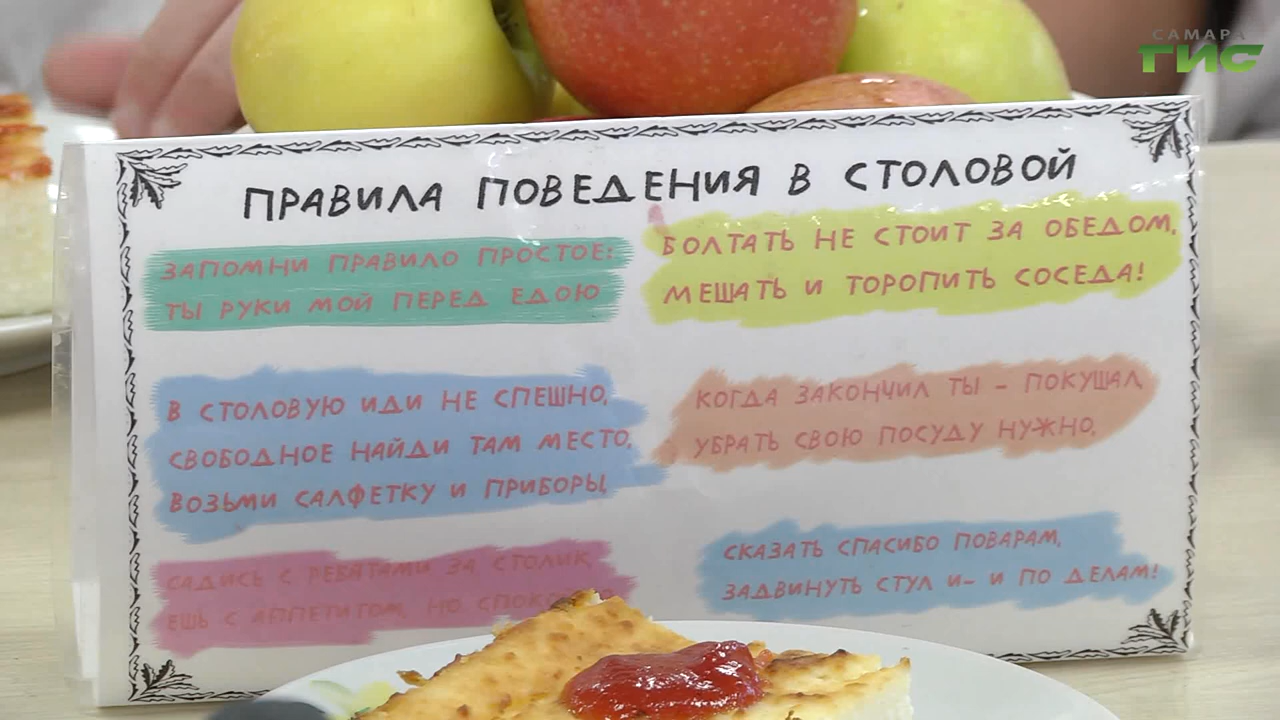 САМАРА
ГИС
ПРАВИЛА ПОВЕДЕНИЯ В СТОЛОВОЙ
ЗАПОМНИ ПРАВИЛО ПРОСТОЕ:
ТЫ РУКИ МОЙ ПЕРЕД ЕДОЮ
В СТОЛОВУЮ ИДИ НЕ СПЕШНО,
СВОБОДНОЕ НАЙДИ ТАМ МЕСТО,
ВОЗЬМИ САЛФЕТКУ И ПРИБОРЫ,
САДИСЬ С РЕБЯТАМИ ЗА СТОЛИК,
ЕШЬ С АППЕТИТОМ, НО
БОЛТАТЬ НЕ СТОИТ ЗА ОБЕДОМ,
МЕШАТЬ И ТОРОПИТЬ СОСЕДА!
КОГДА ЗАКОНЧИЛ ТЫ - ПОКУШАЛ,
УБРАТЬ СВОЮ ПОСУДУ НУЖНО,
СКАЗАТЬ СПАСИБО ПОВАРАМ,
ЗАДВИНУТЬ СТУЛ И- И ПО ДЕЛАМ!